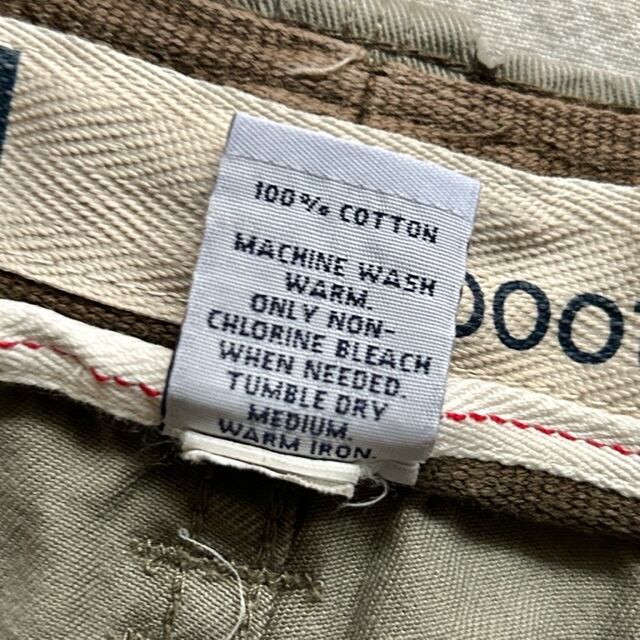 100% COTTON
MACHINE WASH
WARM.
ONLY NON-
CHLORINE BLEACH
WHEN NEEDED.
TUMBLE DRY
MEDIUM.
WARM IRON.